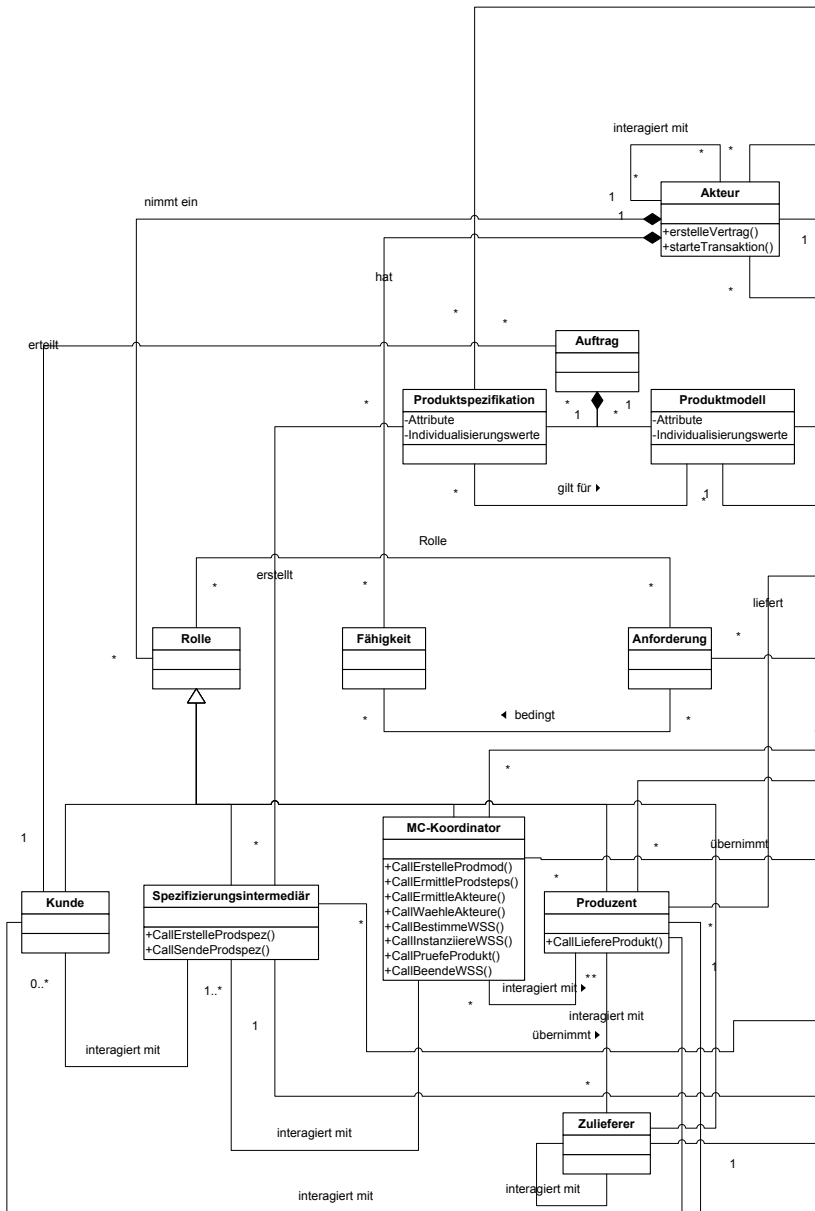 interagiert mit
*
*
*
Akteur
nimmt ein
1
1
+erstelleVertrag()
+starteTransaktion()
1
hat
*
*
*
erteilt
Auftrag
Produktspezifikation
Produktmodell
*
*
1
*
1
-Attribute
-Individualisierungswerte
-Attribute
-Individualisierungswerte
*
gilt für
*
1
Rolle
erstellt
*
*
*
liefert
Rolle
Fähigkeit
Anforderung
*
*
*
bedingt
*
*
MC-Koordinator
1
*
*
übernimmt
+CallErstelleProdmod()
+CallErmittleProdsteps()
+CallErmittleAkteure()
+CallWaehleAkteure()
+CallBestimmeWSS()
+CallInstanziiereWSS()
+CallPruefeProdukt()
+CallBeendeWSS()
*
Kunde
Spezifizierungsintermediär
Produzent
*
*
+CallErstelleProdspez()
+CallSendeProdspez()
+CallLiefereProdukt()
1
0..*
1..*
interagiert mit
**
*
interagiert mit
1
übernimmt
interagiert mit
*
Zulieferer
interagiert mit
1
interagiert mit
interagiert mit